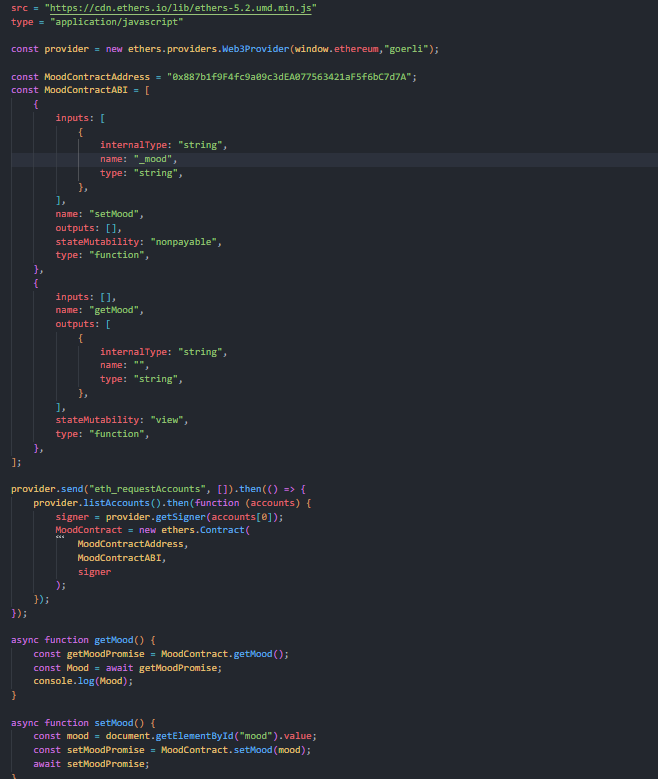 src = "https://cdn.ethers.io/lib/ethers-5.2.umd.min.js"
type = "application/javascript"

const provider = new ethers.providers.Web3Provider(window.ethereum,"goerli");

const MoodContractAddress = "0x887b1f9F4fc9a09c3dEA077563421aF5f6bC7d7A";
const MoodContractABI = [
    {
        inputs: [
            {
                internalType: "string",
                name: "_mood",
                type: "string",
            },
        ],
        name: "setMood",
        outputs: [],
        stateMutability: "nonpayable",
        type: "function",
    },
    {
        inputs: [],
        name: "getMood",
        outputs: [
            {
                internalType: "string",
                name: "",
                type: "string",
            },
        ],
        stateMutability: "view",
        type: "function",
    },
];

provider.send("eth_requestAccounts", []).then(() => {
    provider.listAccounts().then(function (accounts) {
        signer = provider.getSigner(accounts[0]);
        MoodContract = new ethers.Contract(
            MoodContractAddress,
            MoodContractABI,
            signer
        );
    });
});

async function getMood() {
    const getMoodPromise = MoodContract.getMood();
    const Mood = await getMoodPromise;
    console.log(Mood);
}

async function setMood() {
    const mood = document.getElementById("mood").value;
    const setMoodPromise = MoodContract.setMood(mood);
    await setMoodPromise;
}